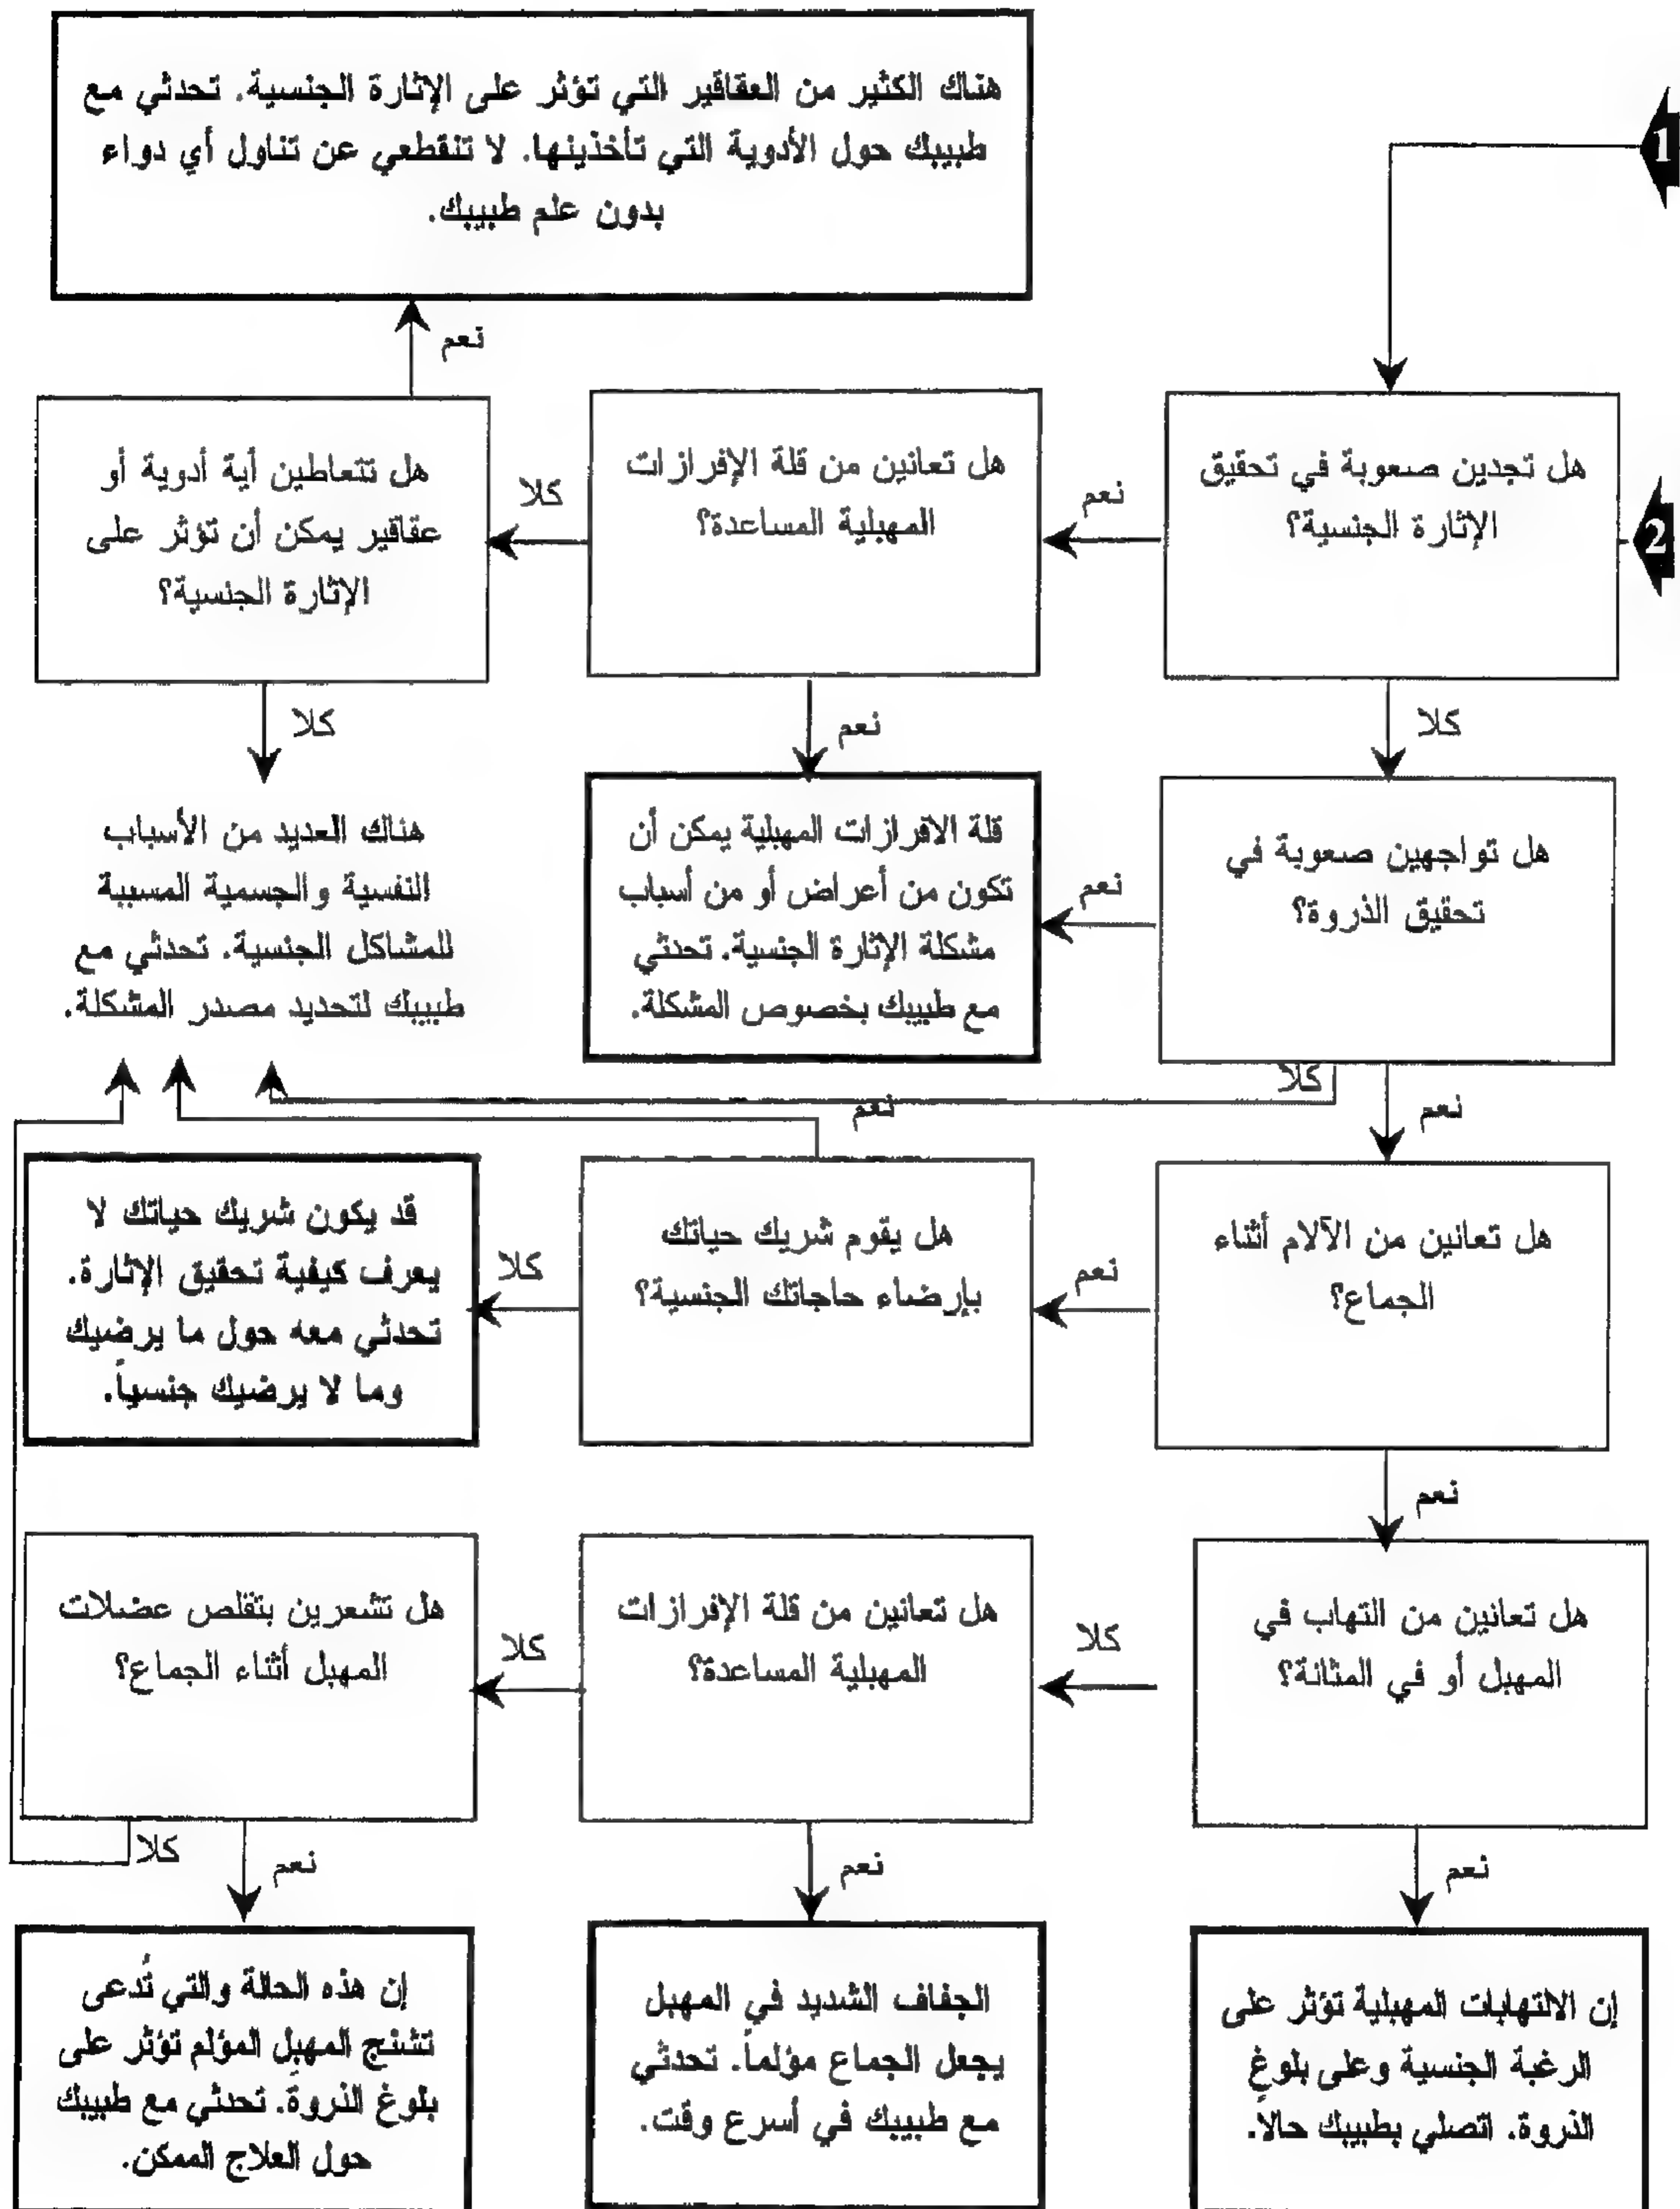 هناك الكثير من العقاقير التي تؤثر على الإثارة الجنسية. تحدثي مع
طبيبك حول الأدوية التي تأخذينها. لا تنقطعي عن تناول أي دواء
بدون علم طبيبك.
1
نعم
هل تجدين صعوبة في تحقيق
الإثارة الجنسية؟
2
نعم
هل تعانين من قلة الإفرازات
المهبلية المساعدة؟
كلا
هل تتعاطين أية أدوية أو
عقاقير يمكن أن تؤثر على
الإثارة الجنسية؟
كلا
نعم
كلا
هل تواجهين صعوبة في
تحقيق الذروة؟
نعم
قلة الافرازات المهبلية يمكن أن
تكون من أعراض أو من أسباب
مشكلة الإثارة الجنسية. تحدثي
مع طبيبك بخصوص المشكلة.
هناك العديد من الأسباب
النفسية والجسمية المسببة
للمشاكل الجنسية. تحدثي مع
طبيبك لتحديد مصدر المشكلة.
كلا
نعم
نعم
هل تعانين من الآلام أثناء
الجماع؟
نعم
هل يقوم شريك حياتك
بإرضاء حاجاتك الجنسية؟
كلا
قد يكون شريك حياتك لا
يعرف كيفية تحقيق الإثارة.
تحدثي معه حول ما يرضيك
وما لا يرضيك جنسياً.
نعم
هل تعانين من التهاب في
المهبل أو في المثانة؟
كلا
هل تعانين من قلة الإفرازات
المهبلية المساعدة؟
كلا
هل تشعرين بتقلص عضلات
المهبل أثناء الجماع؟
نعم
نعم
نعم
كلا
إن الالتهابات المهبلية تؤثر على
الرغبة الجنسية وعلى بلوغ
الذروة. اتصلي بطبيبك حالاً.
الجفاف الشديد في المهبل
يجعل الجماع مؤلماً. تحدثي
مع طبيبك في أسرع وقت.
إن هذه الحالة والتي تُدعى
تشنج المهبل المؤلم تؤثر على
بلوغ الذروة. تحدثي مع طبيبك
حول العلاج الممكن.